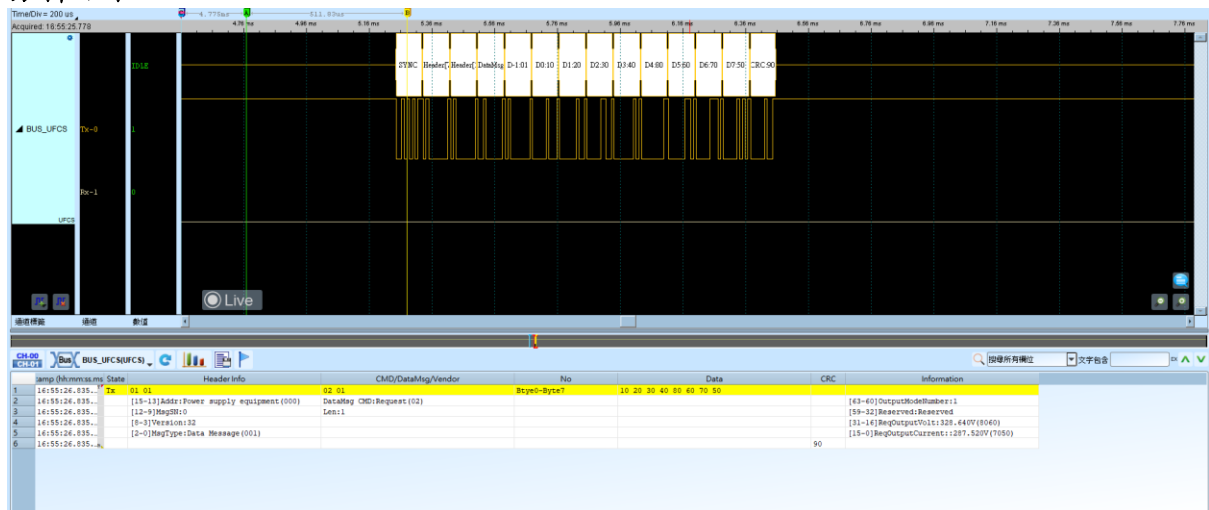 Time/Div = 200 us
Acquired: 16:55:25.778
4.76 ms 4.96 ms 5.16 ms 5.36 ms 5.56 ms 5.76 ms 5.96 ms 6.16 ms 6.36 ms 6.56 ms 6.76 ms 6.96 ms 7.16 ms 7.36 ms 7.56 ms 7.76 ms
IDLE
SYNC Header[ Header[ DataMsg D-1:01 D0:10 D1:20 D2:30 D3:40 D4:80 D5:60 D6:70 D7:50 CRC:90
BUS_UFCS Tx-0 1
Rx-1 0
UFCS
Live
通道標籤 通道 數值
CH-00
CH-01
Bus BUS_UFCS(UFCS)
搜尋所有欄位 文字包含
amp (hh:mm:ss.ms State Header Info CMD/DataMsg/Vendor No Data CRC Information
1 16:55:26.835... Tx 01 01 02 01 Btye0-Byte7 10 20 30 40 80 60 70 50
2 16:55:26.835... [15-13]Addr:Power supply equipment(000) DataMsg CMD:Request(02) [63-60]OutputModeNumber:1
3 16:55:26.835... [12-9]MsgSN:0 Len:1 [59-32]Reserved:Reserved
4 16:55:26.835... [8-3]Version:32 [31-16]ReqOutputVolt:328.640V(8060)
5 16:55:26.835... [2-0]MsgType:Data Message(001) [15-0]ReqOutputCurrent::287.520V(7050)
6 16:55:26.835... 90